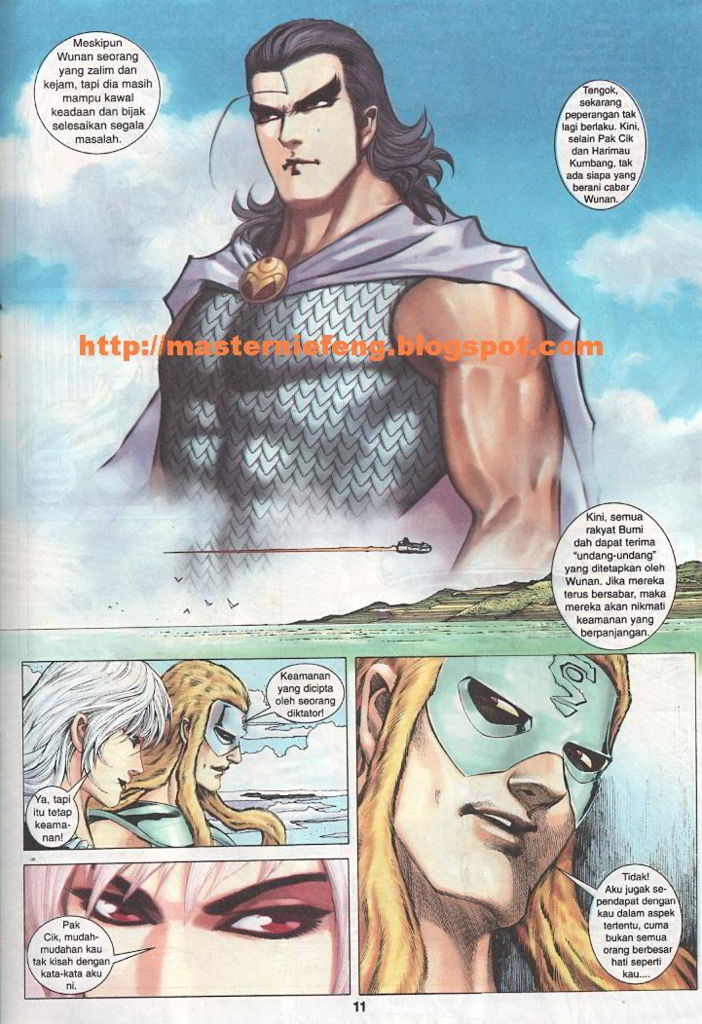 Meskipun
Wunan seorang
yang zalim dan
kejam, tapi dia masih
mampu kawal
keadaan dan bijak
selesaikan segala
masalah.
Tengok,
sekarang
peperangan tak
lagi berlaku. Kini,
selain Pak Cik
dan Harimau
Kumbang, tak
ada siapa yang
berani cabar
Wunan.
http://masterniefeng.blogspot.com
Kini, semua
rakyat Bumi
dah dapat terima
"undang-undang"
yang ditetapkan oleh
Wunan. Jika mereka
terus bersabar, maka
mereka akan nikmati
keamanan yang
berpanjangan.
Keamanan
yang dicipta
oleh seorang
diktator!
Ya, tapi
itu tetap
keama-
nan!
Tidak!
Aku jugak se-
pendapat dengan
kau dalam aspek
tertentu, cuma
bukan semua
orang berbesar
hati seperti
kau....
Pak
Cik, mudah-
mudahan kau
tak kisah dengan
kata-kata aku
ni.
11